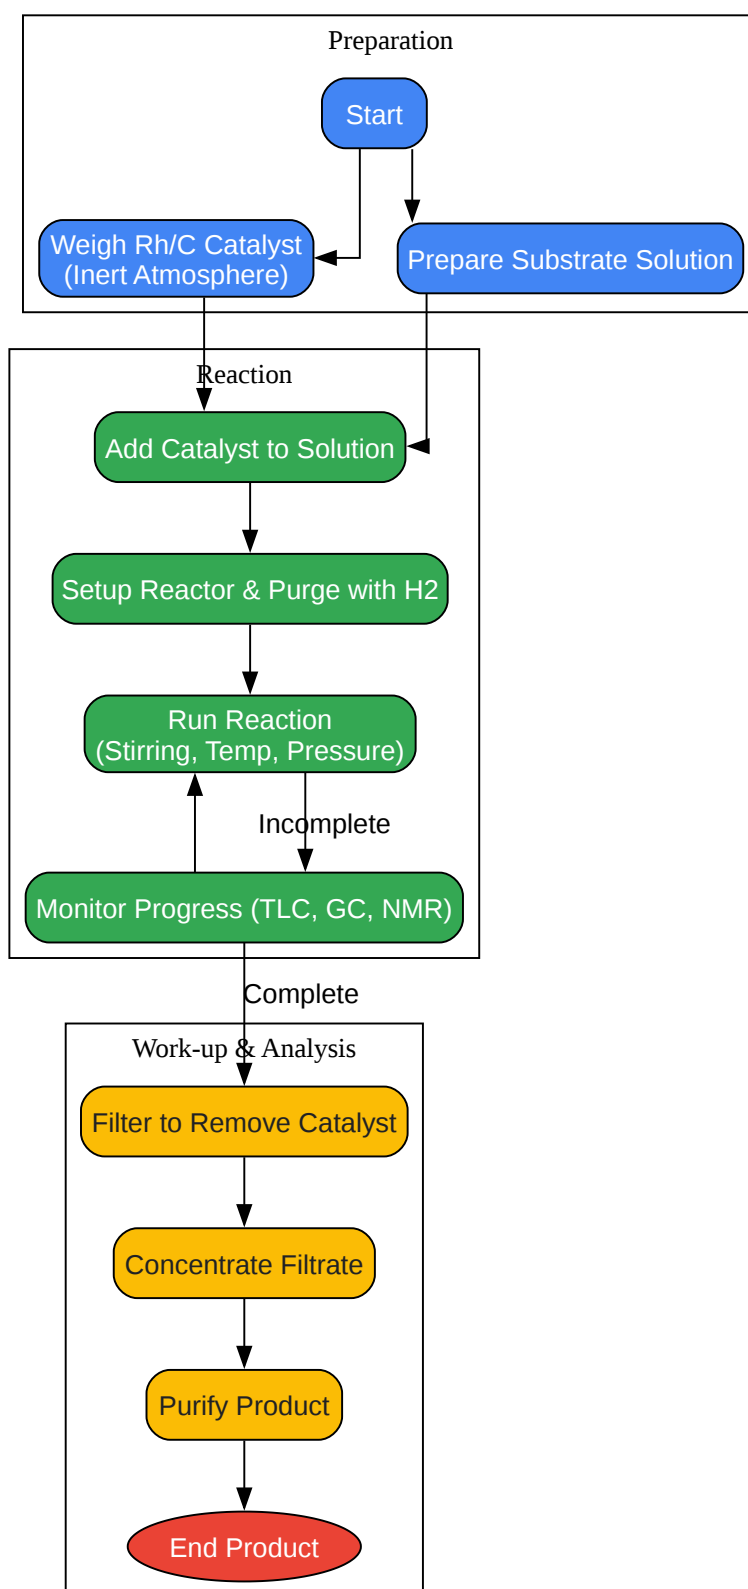 Preparation
Start
Weigh Rh/C Catalyst
(Inert Atmosphere)
Prepare Substrate Solution
Reaction
Add Catalyst to Solution
Setup Reactor & Purge with H2
Run Reaction
(Stirring, Temp, Pressure)
Incomplete
Monitor Progress (TLC, GC, NMR)
Complete
Work-up & Analysis
Filter to Remove Catalyst
Concentrate Filtrate
Purify Product
End Product